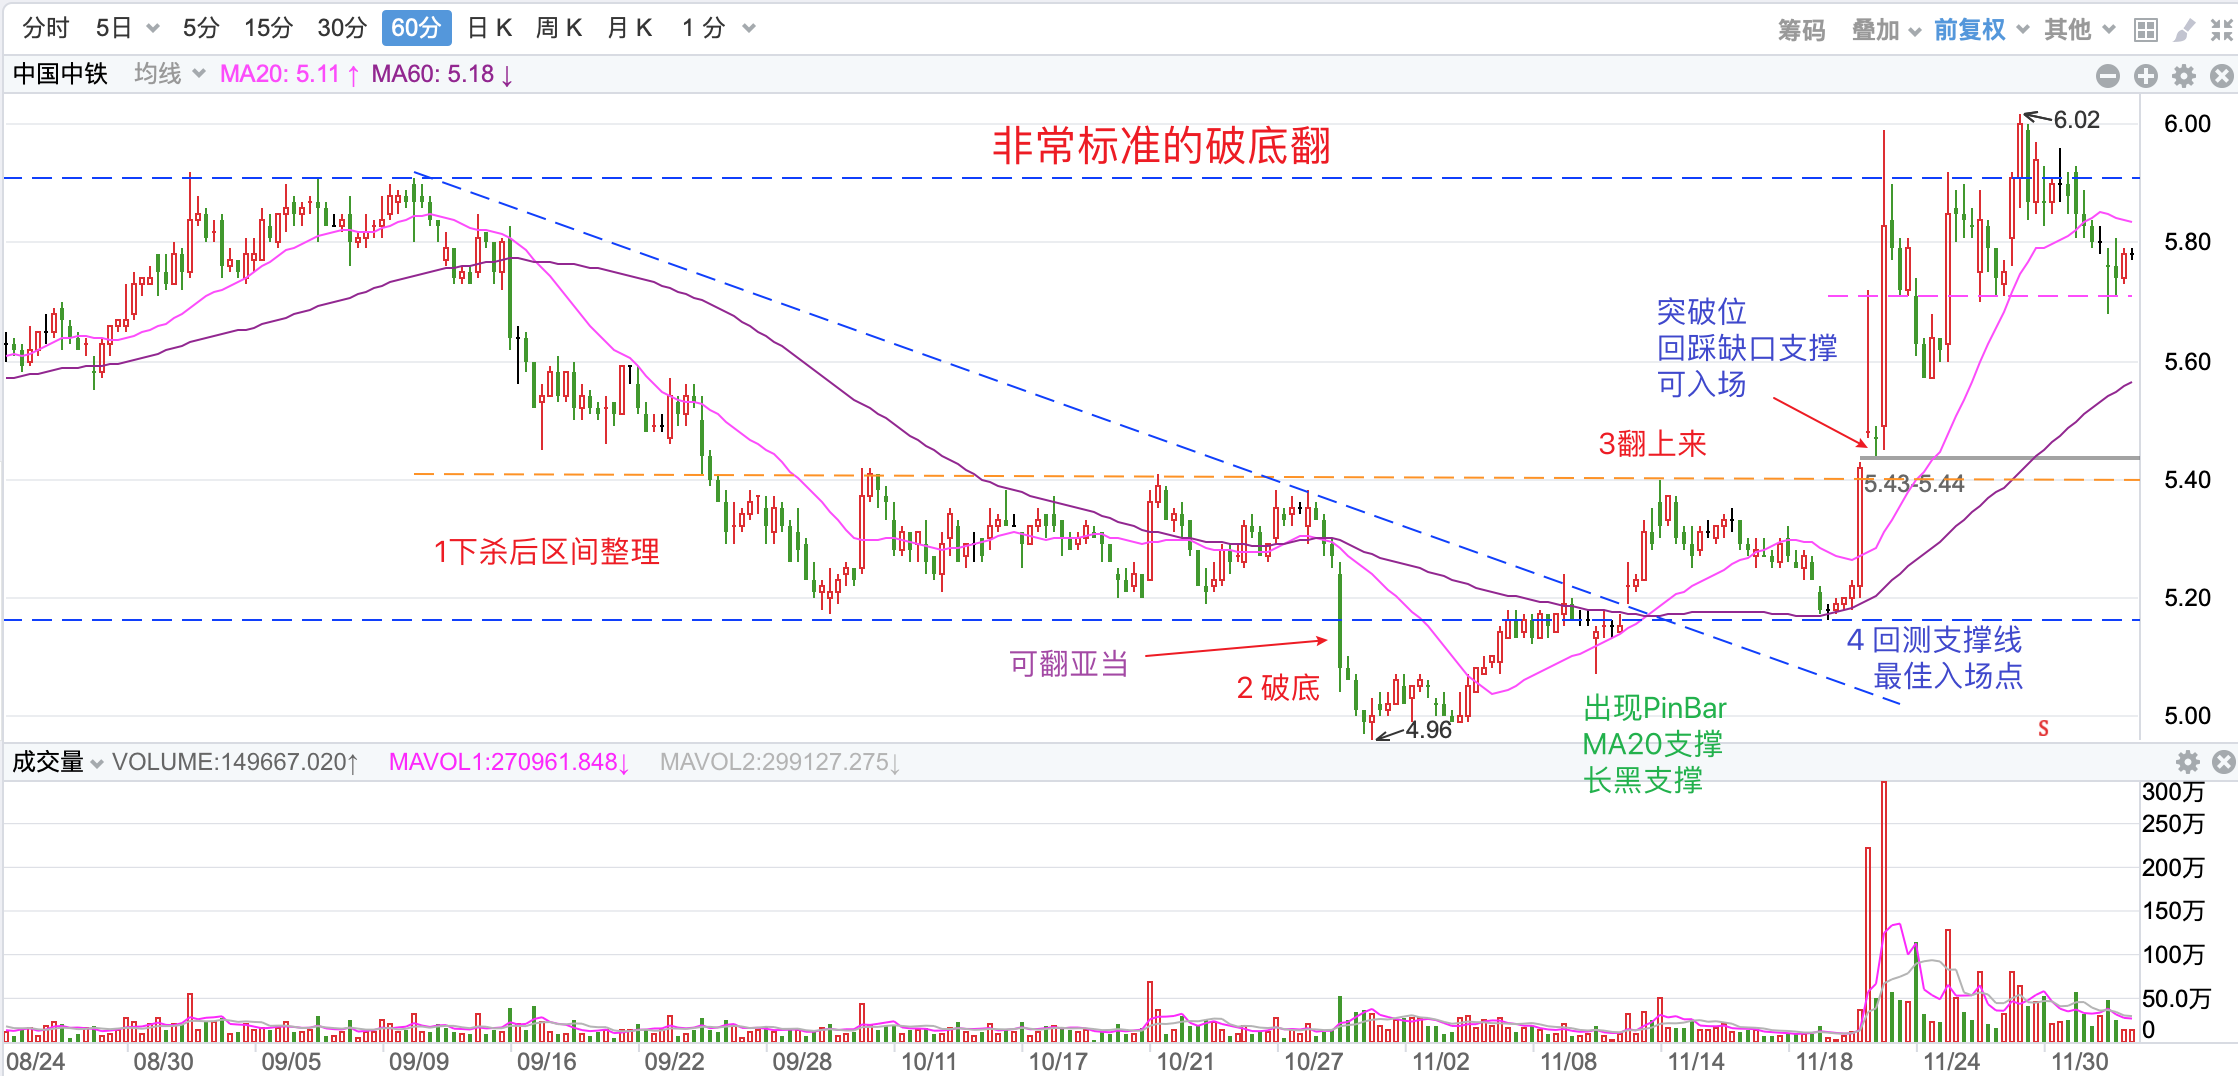 分时 5日 5分 15分 30分 60分 日K 周K 月K 1分 筹码 叠加 前复权 其他
中国中铁 均线 MA20: 5.11↑ MA60: 5.18↓
6.02
6.00
非常标准的破底翻
5.80
突破位
回踩缺口支撑
可入场
5.60
3翻上来
5.40
5.43-5.44
1下杀后区间整理
5.20
4 回测支撑线
最佳入场点
可翻亚当
2 破底
出现PinBar
MA20支撑
长黑支撑
5.00
S
4.96
成交量 VOLUME:149667.020↑ MAVOL1:270961.848↓ MAVOL2:299127.275↓
300万
250万
200万
150万
100万
50.0万
0
08/24 08/30 09/05 09/09 09/16 09/22 09/28 10/11 10/17 10/21 10/27 11/02 11/08 11/14 11/18 11/24 11/30